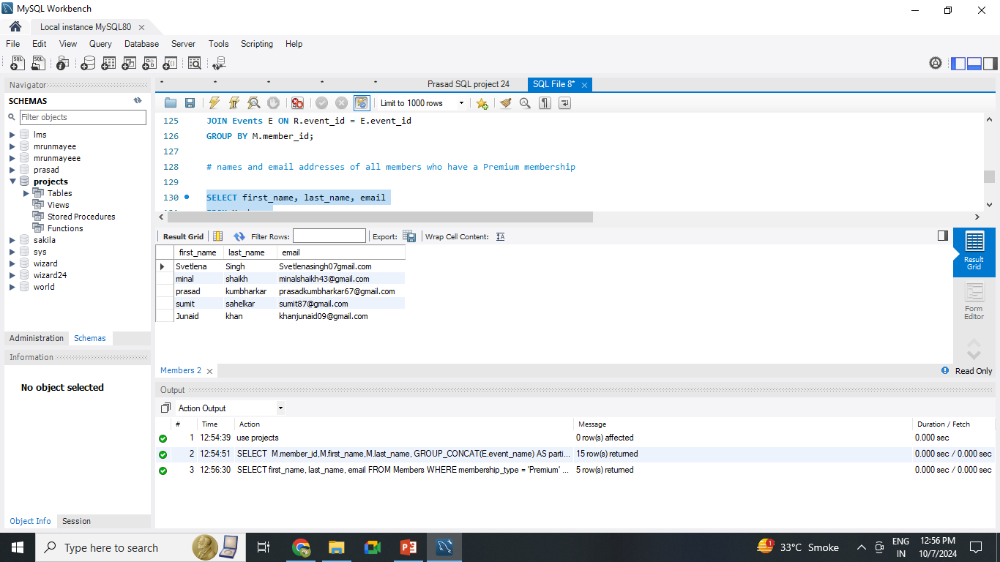 MySQL Workbench
Local instance MySQL80
File Edit View Query Database Server Tools Scripting Help
Navigator
SCHEMAS
Filter objects
lms
mrunmayee
mrunmayeee
prasad
projects
Tables
Views
Stored Procedures
Functions
sakila
sys
wizard
wizard24
world
Administration Schemas
Information
No object selected
Object Info Session
Prasad SQL project 24 SQL File 8*
Limit to 1000 rows
125 JOIN Events E ON R.event_id = E.event_id
126 GROUP BY M.member_id;
127
128 # names and email addresses of all members who have a Premium membership
129
130 SELECT first_name, last_name, email
Result Grid Filter Rows: Export: Wrap Cell Content:
first_name last_name email
Svetlena Singh Svetlenasingh07gmail.com
minal shaikh minalshaikh43@gmail.com
prasad kumbharkar prasadkumbharkar67@gmail.com
sumit sahelkar sumit87@gmail.com
Junaid khan khanjunaid09@gmail.com
Result
Grid
Form
Editor
Members 2 Read Only
Output
Action Output
# Time Action Message Duration / Fetch
1 12:54:39 use projects 0 row(s) affected 0.000 sec
2 12:54:51 SELECT M.member_id,M.first_name,M.last_name, GROUP_CONCAT(E.event_name) AS parti... 15 row(s) returned 0.000 sec / 0.000 sec
3 12:56:30 SELECT first_name, last_name, email FROM Members WHERE membership_type = 'Premium' ... 5 row(s) returned 0.000 sec / 0.000 sec
Type here to search
1
33°C Smoke
ENG
IN
12:56 PM
10/7/2024